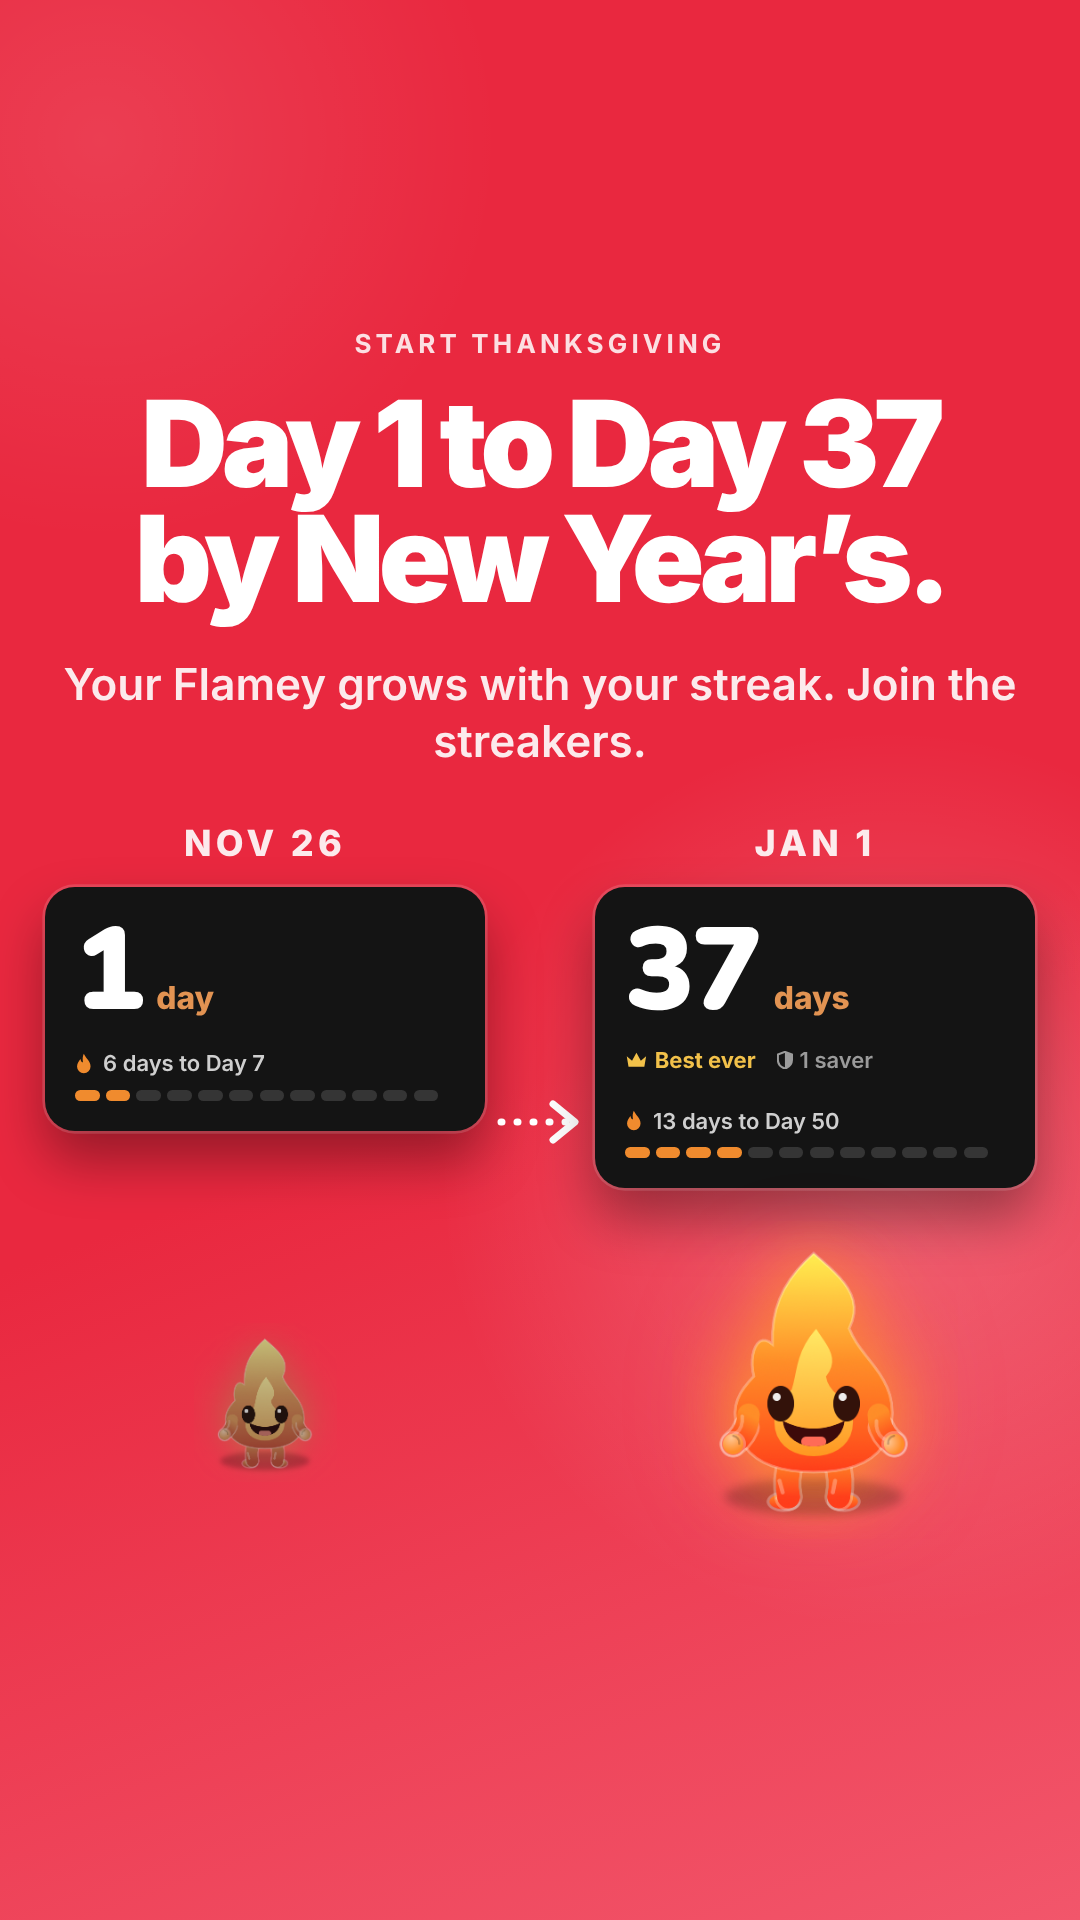 START THANKSGIVING
Day 1 to Day 37
by New Year’s.
Your Flamey grows with your streak. Join the
streakers.
NOV 26
1 day
6 days to Day 7
JAN 1
37 days
Best ever 1 saver
13 days to Day 50